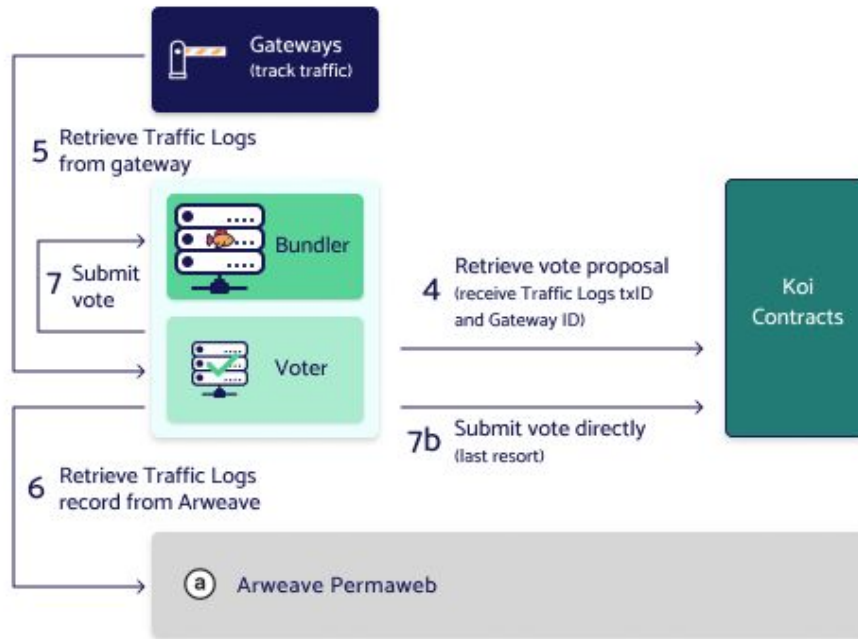 Gateways
(track traffic)
5 Retrieve Traffic Logs
from gateway
Bundler
7 Submit
vote
4 Retrieve vote proposal
(receive Traffic Logs txID
and Gateway ID)
Koi
Contracts
Voter
7b Submit vote directly
(last resort)
6 Retrieve Traffic Logs
record from Arweave
a Arweave Permaweb